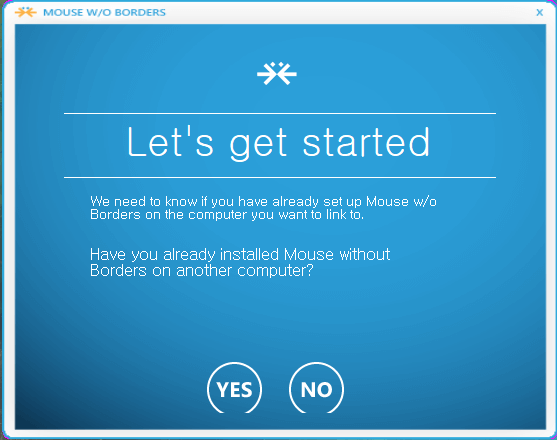 MOUSE W/O BORDERS
x
Let's get started
We need to know if you have already set up Mouse w/o
Borders on the computer you want to link to.
Have you already installed Mouse without
Borders on another computer?
YES NO